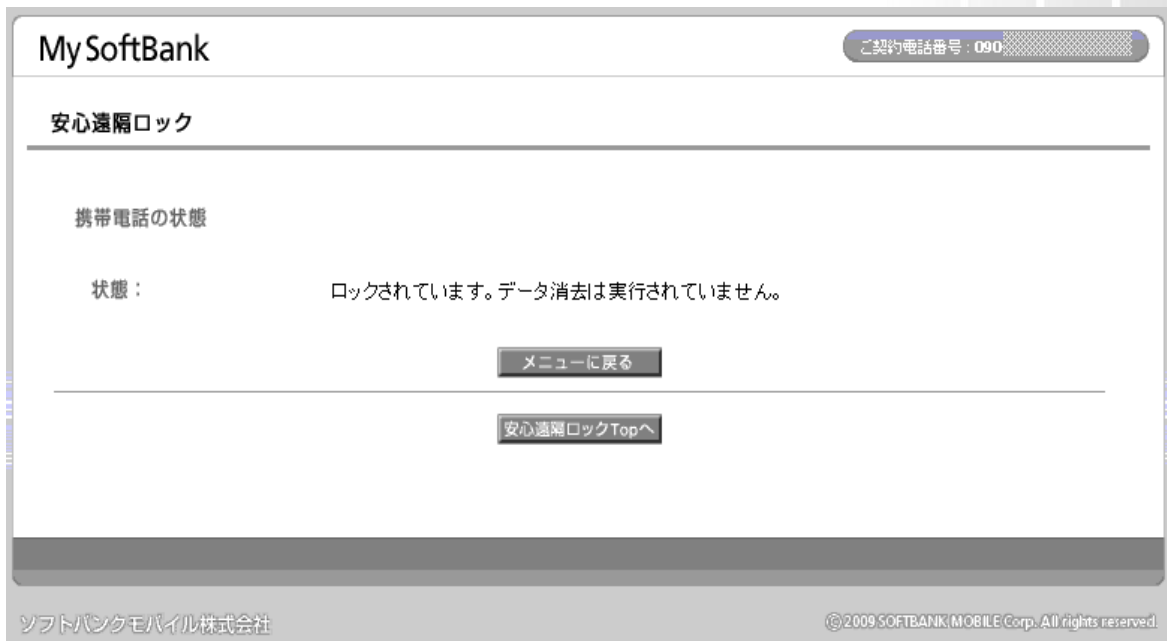 My SoftBank
ご契約電話番号:090
安心遠隔ロック
携帯電話の状態
状態:
ロックされています。データ消去は実行されていません。
メニューに戻る
安心遠隔ロックTopへ
ソフトバンクモバイル株式会社
© 2009 SOFTBANK MOBILE Corp. All rights reserved.